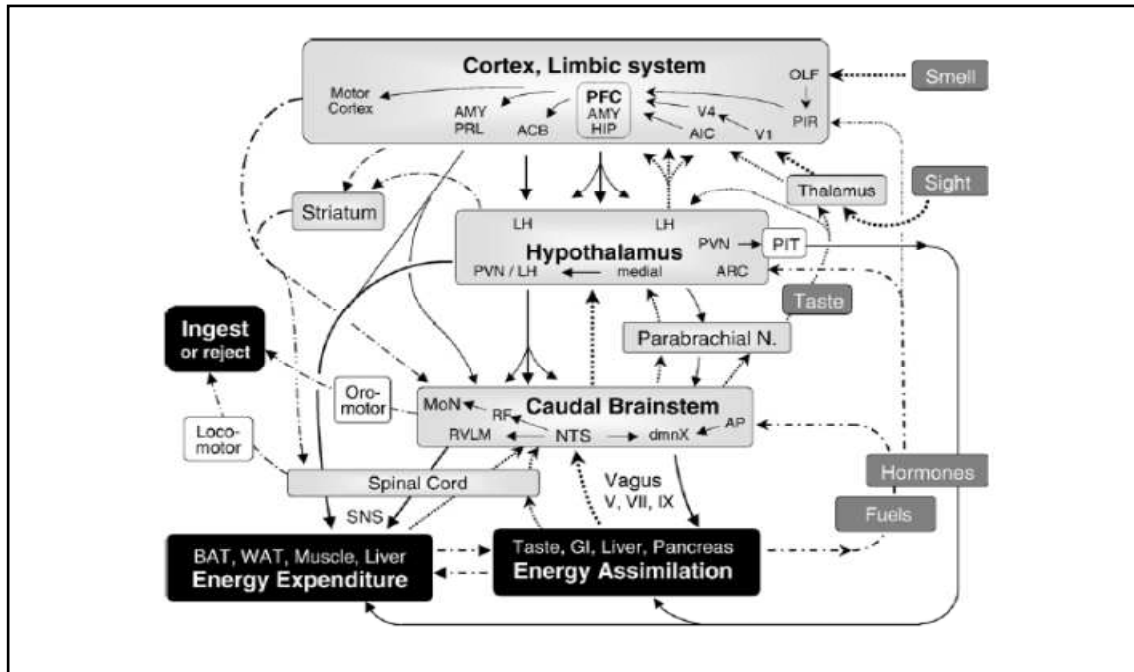 Cortex, Limbic system
OLF
Smell
Motor
Cortex
PFC
AMY
HIP
AMY
PRL
ACB
V4
AIC
V1
PIR
Thalamus
Sight
Striatum
LH
LH
Hypothalamus
PVN
PIT
PVN / LH
medial
ARC
Taste
Ingest
or reject
Parabrachial N.
Oro-
motor
MoN
Caudal Brainstem
RF
AP
RVLM
NTS
dmnX
Loco-
motor
Spinal Cord
Vagus
V, VII, IX
Hormones
SNS
Fuels
BAT, WAT, Muscle, Liver
Energy Expenditure
Taste, GI, Liver, Pancreas
Energy Assimilation